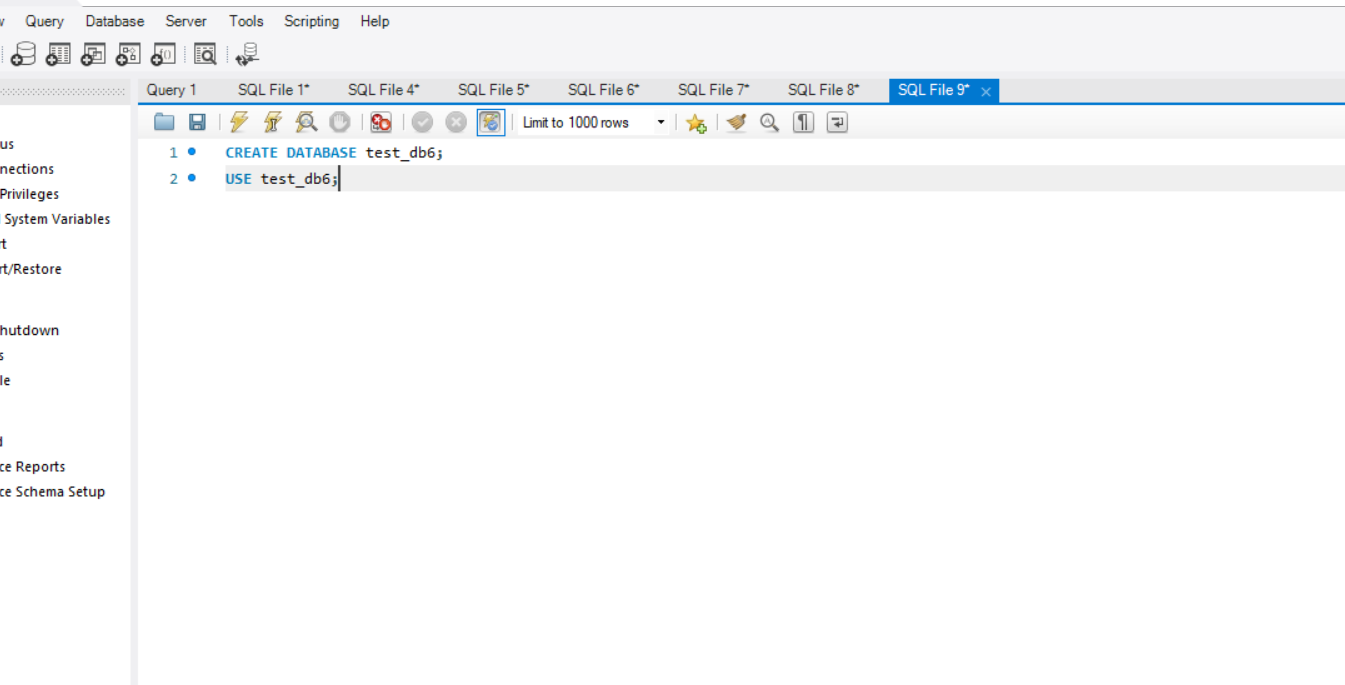 Query Database Server Tools Scripting Help
Query 1 SQL File 1* SQL File 4* SQL File 5* SQL File 6* SQL File 7* SQL File 8* SQL File 9*
Limit to 1000 rows
1 CREATE DATABASE test_db6;
2 USE test_db6;
us
nnections
Privileges
System Variables
rt
rt/Restore
hutdown
s
le
d
ce Reports
ce Schema Setup